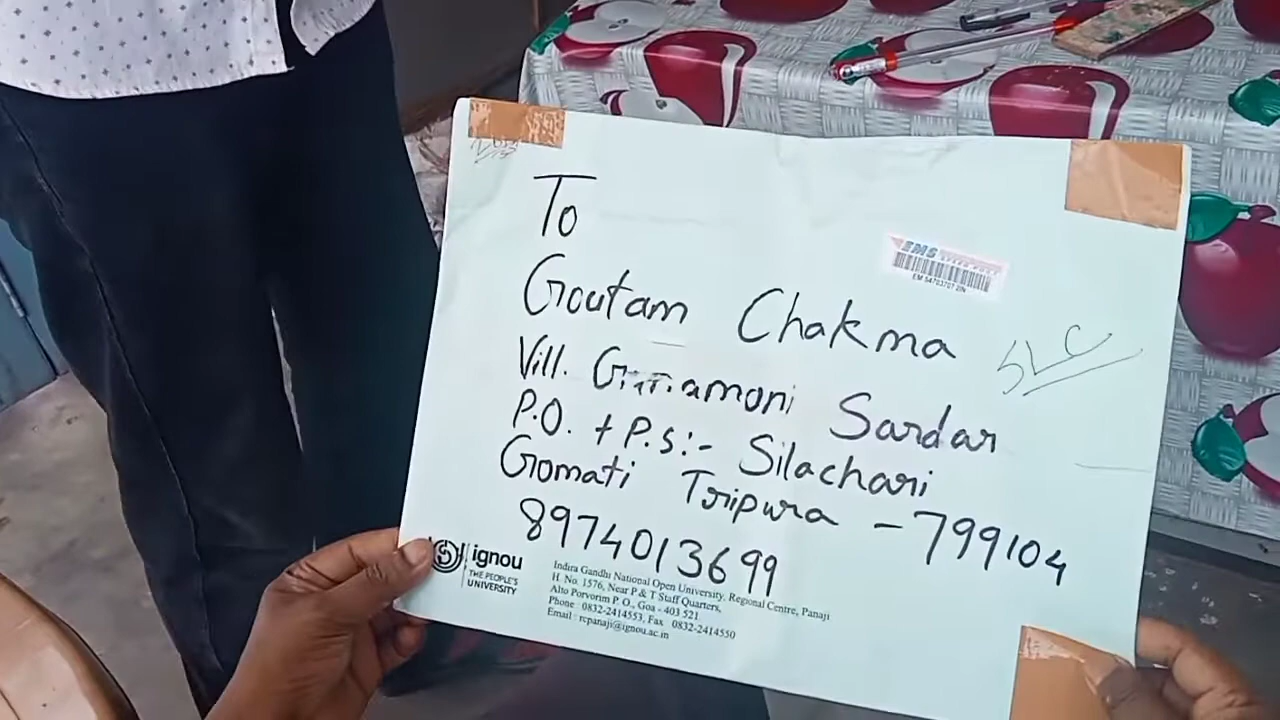 To
EMS SPEED POST
Goutam Chakma
Vill. Sardar
P.O. + P.S:- Silachari
Gomati Tripura - 799104
8974013699
ignou
THE PEOPLE'S
UNIVERSITY
Indira Gandhi National Open University, Regional Centre, Panaji
H. No. 1576, Near P & T Staff Quarters,
Alto Porvorim P. O., Goa - 403 521
Phone : 0832-2414553, Fax 0832-2414550
Email : rcpanaji@ignou.ac.in